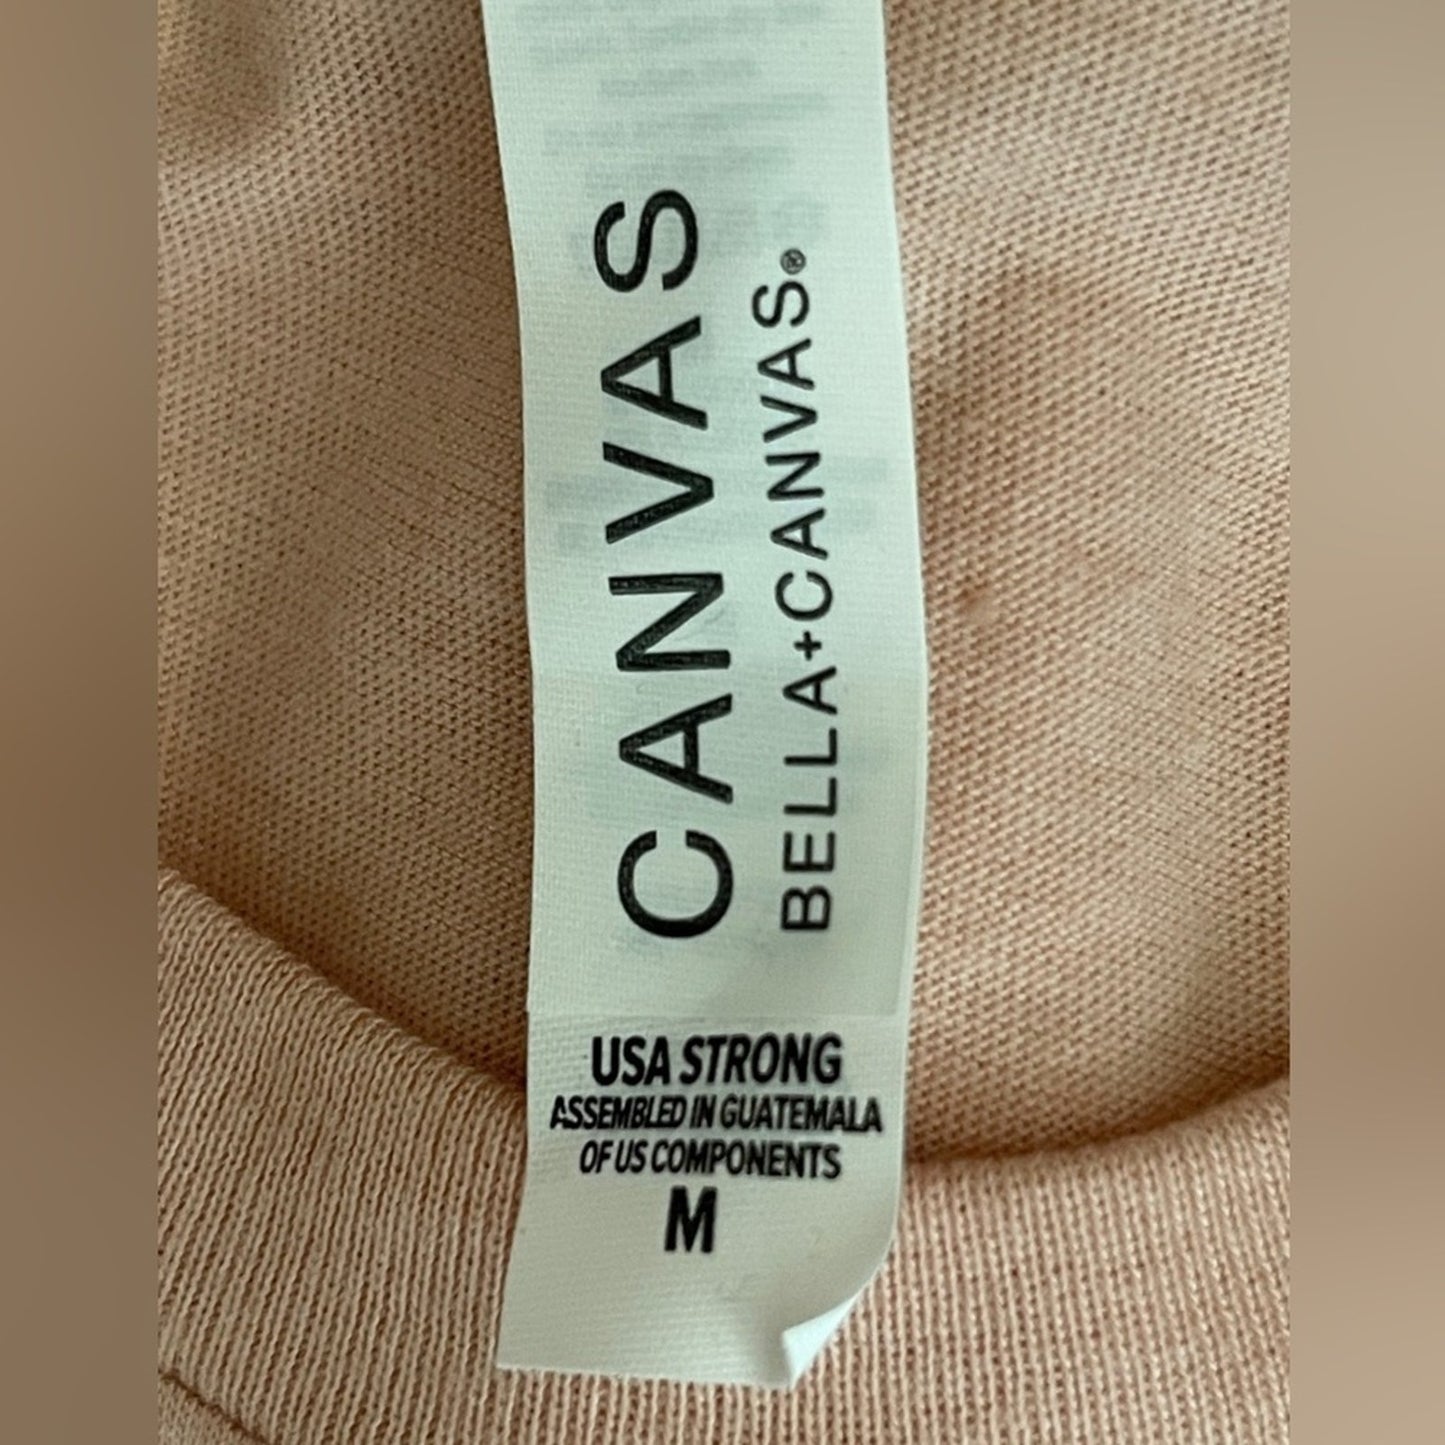 CANVAS
BELLA+CANVAS®
USA STRONG
ASSEMBLED IN GUATEMALA
OF US COMPONENTS
M